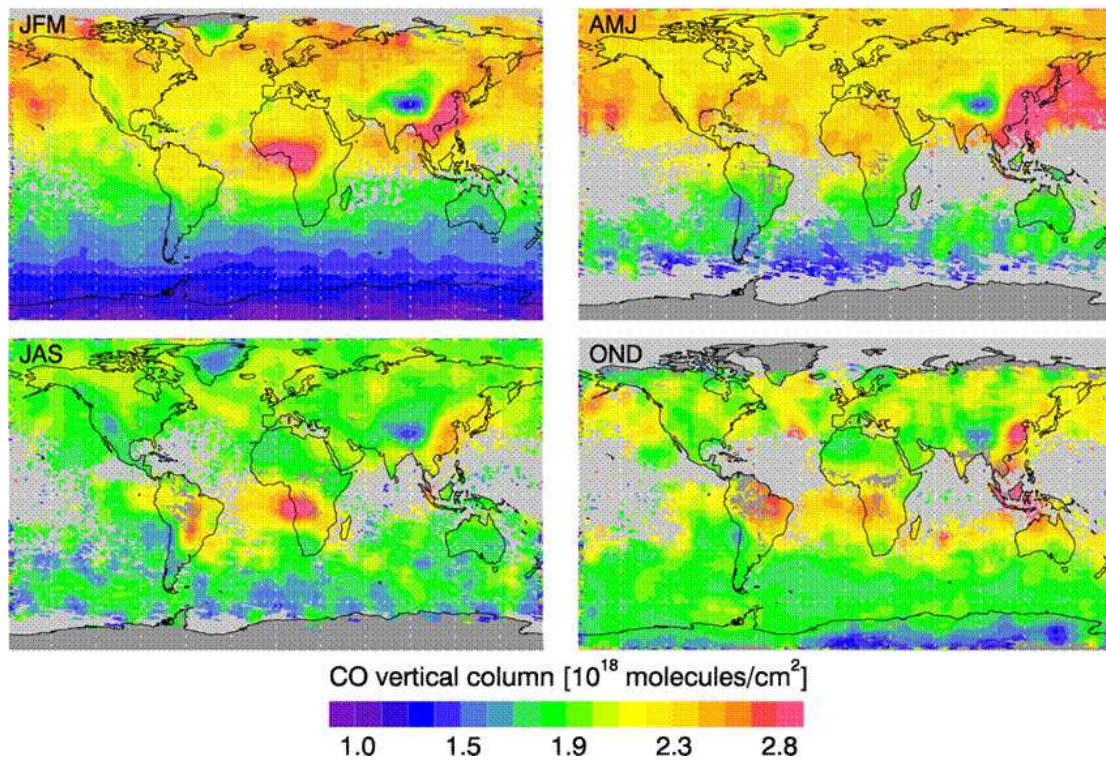 JFM
AMJ
JAS
OND
CO vertical column [10¹⁸ molecules/cm²]
1.0 1.5 1.9 2.3 2.8